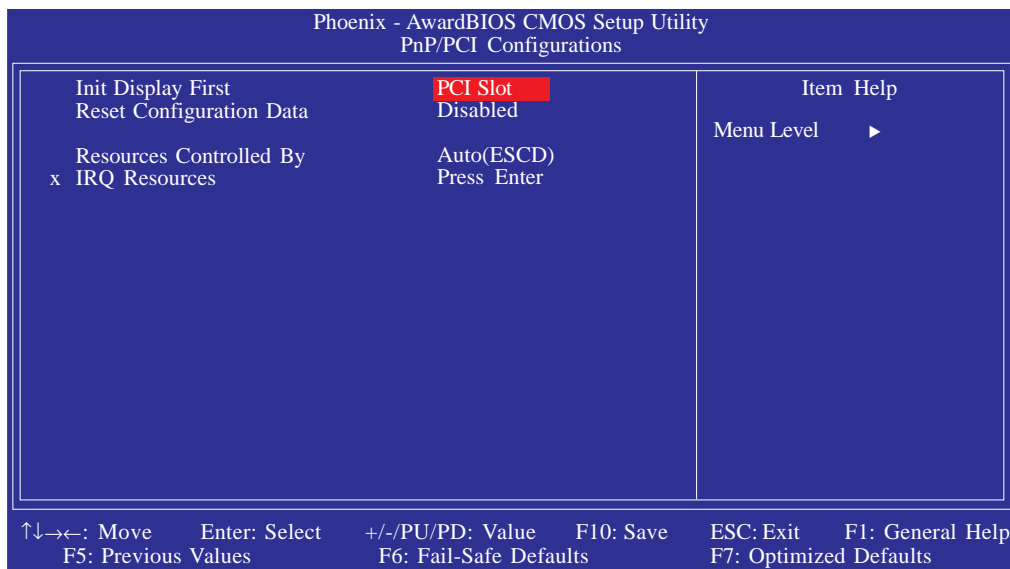 Phoenix - AwardBIOS CMOS Setup Utility
PnP/PCI Configurations
Init Display First PCI Slot
Reset Configuration Data Disabled
Resources Controlled By Auto(ESCD)
x IRQ Resources Press Enter
Item Help
Menu Level ►
↑↓→←: Move Enter: Select +/-/PU/PD: Value F10: Save ESC: Exit F1: General Help
F5: Previous Values F6: Fail-Safe Defaults F7: Optimized Defaults